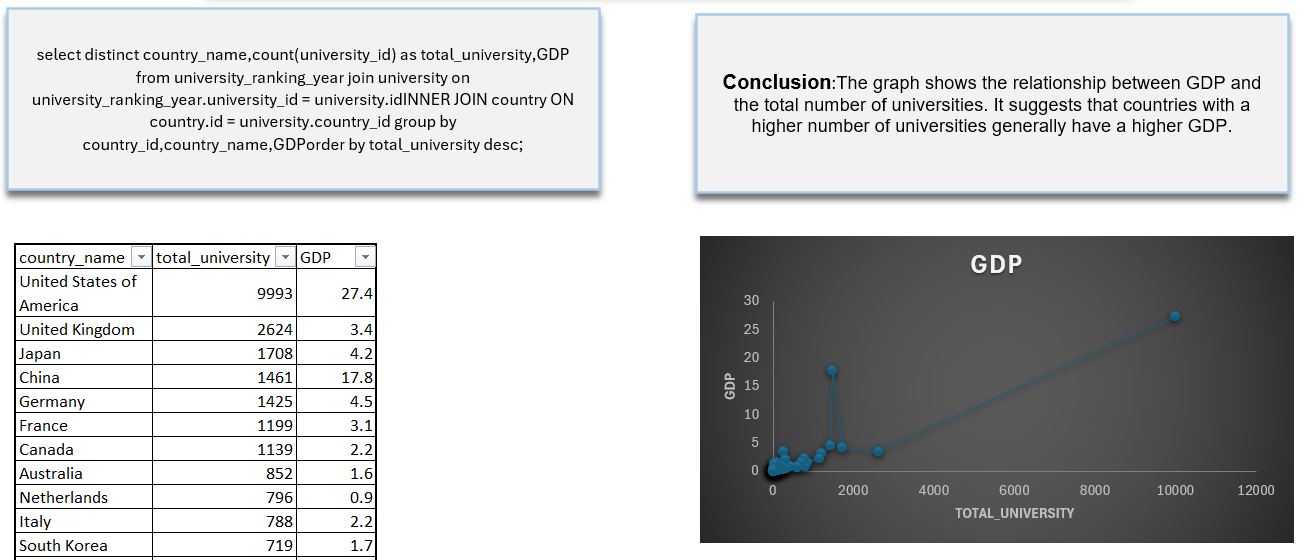 select distinct country_name,count(university_id) as total_university,GDP
from university_ranking_year join university on
university_ranking_year.university_id = university.idINNER JOIN country ON
country.id = university.country_id group by
country_id,country_name,GDPorder by total_university desc;
Conclusion:The graph shows the relationship between GDP and
the total number of universities. It suggests that countries with a
higher number of universities generally have a higher GDP.
country_name total_university GDP
United States of
America 9993 27.4
United Kingdom 2624 3.4
Japan 1708 4.2
China 1461 17.8
Germany 1425 4.5
France 1199 3.1
Canada 1139 2.2
Australia 852 1.6
Netherlands 796 0.9
Italy 788 2.2
South Korea 719 1.7
GDP
30
25
20
15
10
5
0
GDP
0 2000 4000 6000 8000 10000 12000
TOTAL_UNIVERSITY